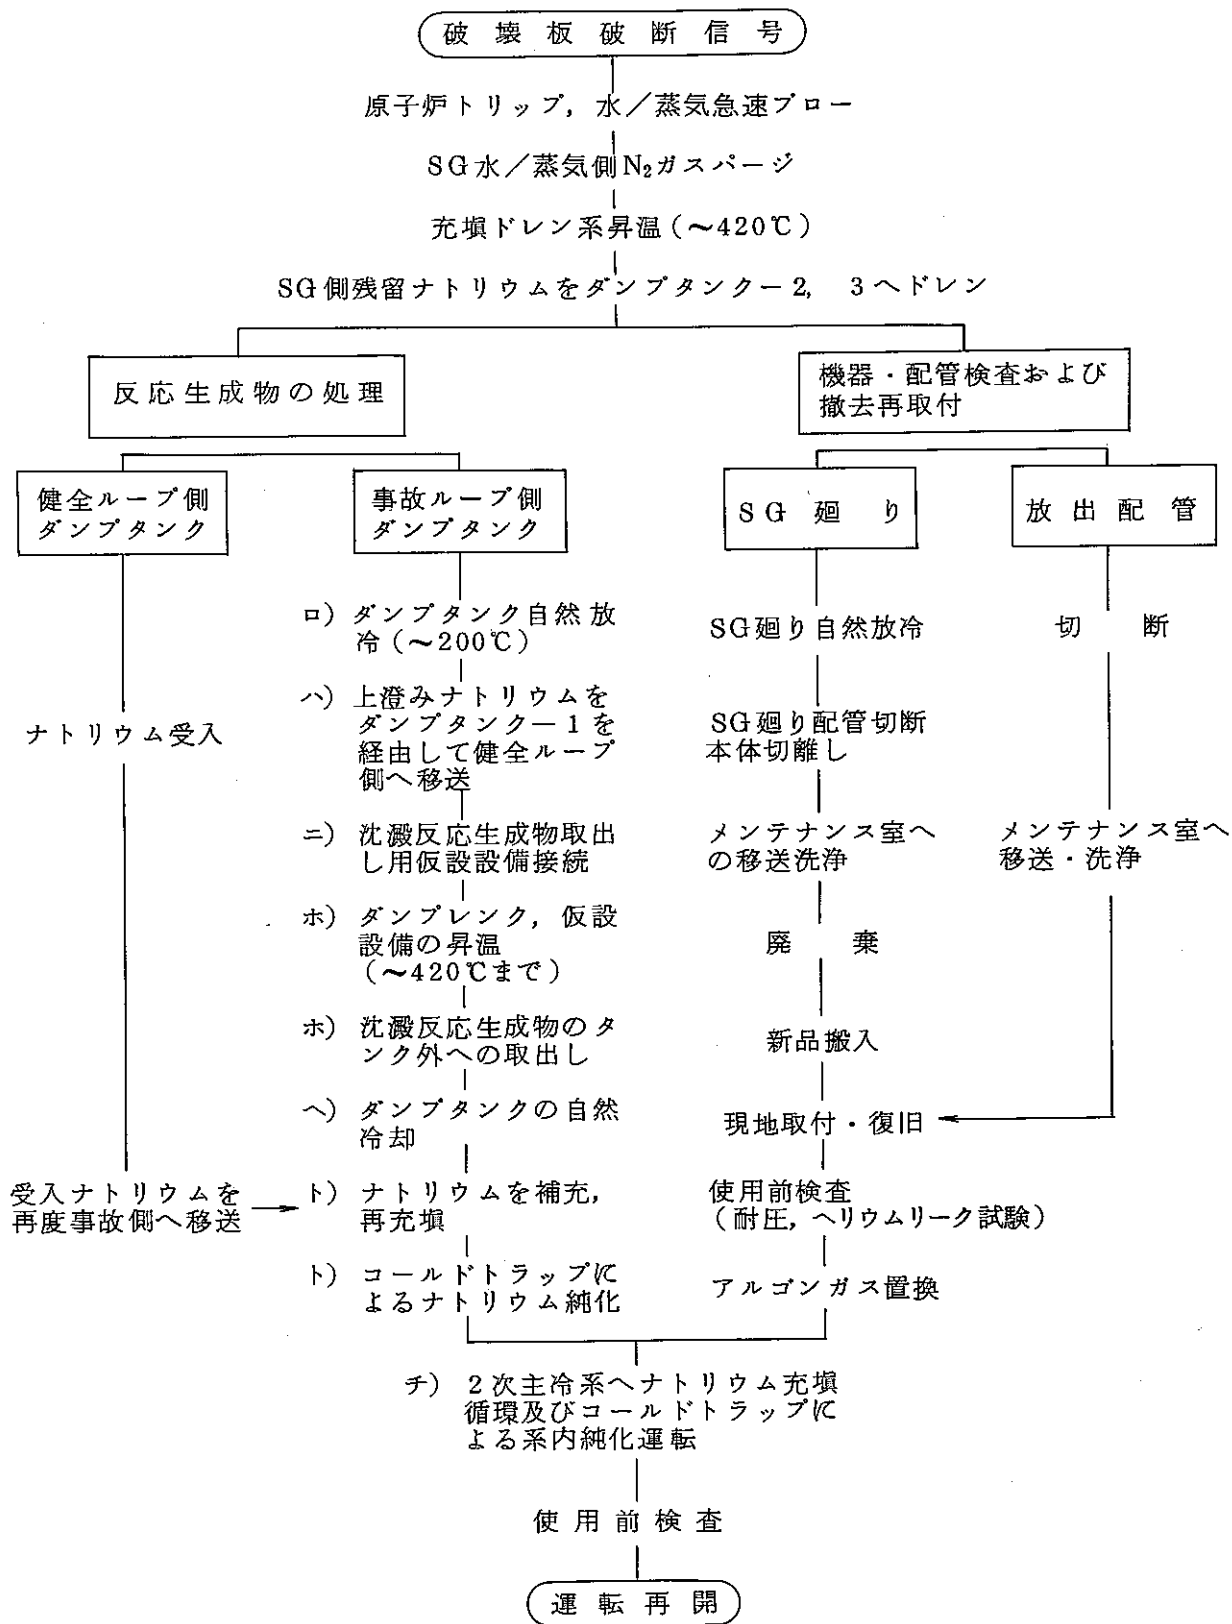 破壊板破断信号
原子炉トリップ,水／蒸気急速ブロー
SG水／蒸気側N₂ガスパージ
充塡ドレン系昇温(～420℃)
SG側残留ナトリウムをダンプタンクー2, 3へドレン
反応生成物の処理
機器・配管検査および
撤去再取付
健全ループ側
ダンプタンク
事故ループ側
ダンプタンク
SG廻り
放出配管
ロ) ダンプタンク自然放
冷(～200℃)
ハ) 上澄みナトリウムを
ダンプタンクー1を
経由して健全ループ
側へ移送
ニ) 沈澱反応生成物取出
し用仮設設備接続
ホ) ダンプレンク,仮設
設備の昇温
(～420℃まで)
ホ) 沈澱反応生成物のタ
ンク外への取出し
ヘ) ダンプタンクの自然
冷却
ト) ナトリウムを補充,
再充塡
ト) コールドトラップに
よるナトリウム純化
ナトリウム受入
受入ナトリウムを
再度事故側へ移送
SG廻り自然放冷
SG廻り配管切断
本体切離し
メンテナンス室へ
の移送洗浄
廃棄
新品搬入
現地取付・復旧
使用前検査
(耐圧,ヘリウムリーク試験)
アルゴンガス置換
切断
メンテナンス室へ
移送・洗浄
チ) 2次主冷系へナトリウム充塡
循環及びコールドトラップに
よる系内純化運転
使用前検査
運転再開